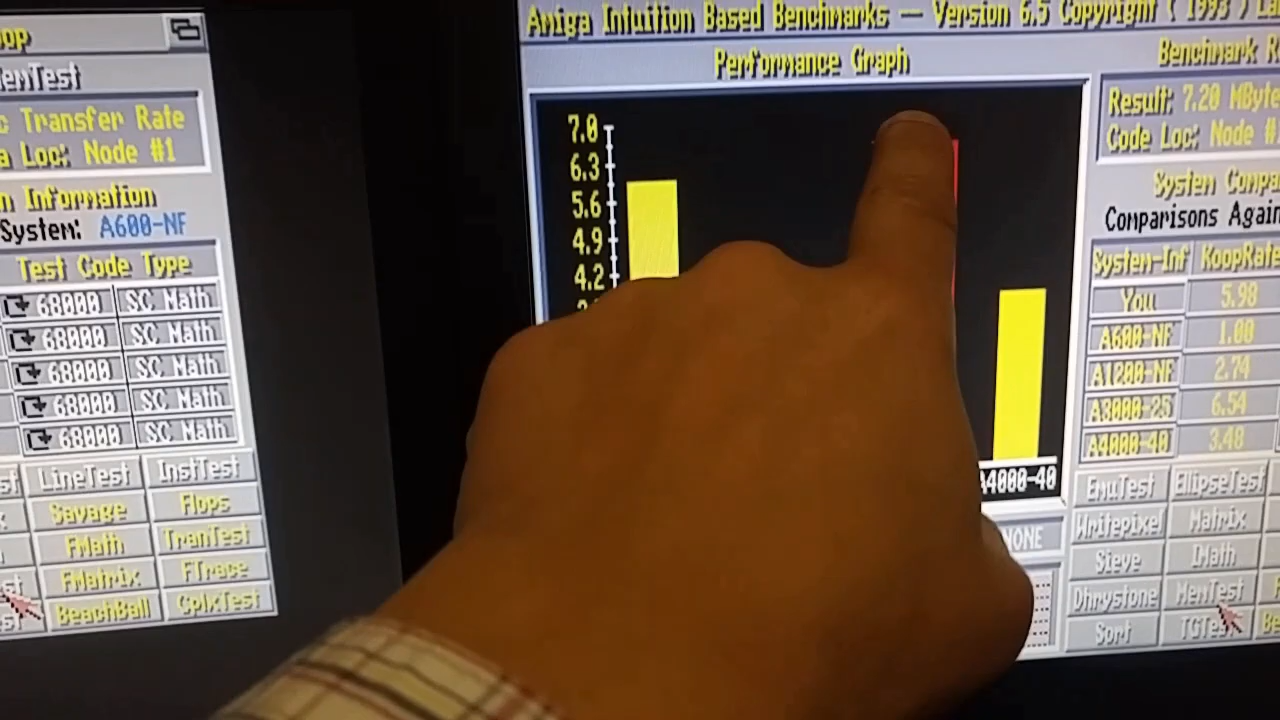 op
MemTest
c Transfer Rate
a Loc: Node #1
n Information
System: A600-NF
Test Code Type
68000 SC Math
68000 SC Math
68000 SC Math
68000 SC Math
68000 SC Math
st LineTest InstTest
Savage Flops
FMath TranTest
FMatrix FTrace
BeachBall CplxTest
Amiga Intuition Based Benchmarks — Version 6.5 Copyright (1993) La
Performance Graph
7.0
6.3
5.6
4.9
4.2
A4000-40
NONE
Benchmark R
Result: 7.20 MByte
Code Loc: Node #
System Compa
Comparisons Again
System-Inf KoopRate
You 5.98
A600-NF 1.00
A1200-NF 2.74
A3000-25 6.54
A4000-40 3.48
EmuTest EllipseTest
Writepixel Matrix
Sieve IMath
Dhrystone MemTest
Sort TGTes Be